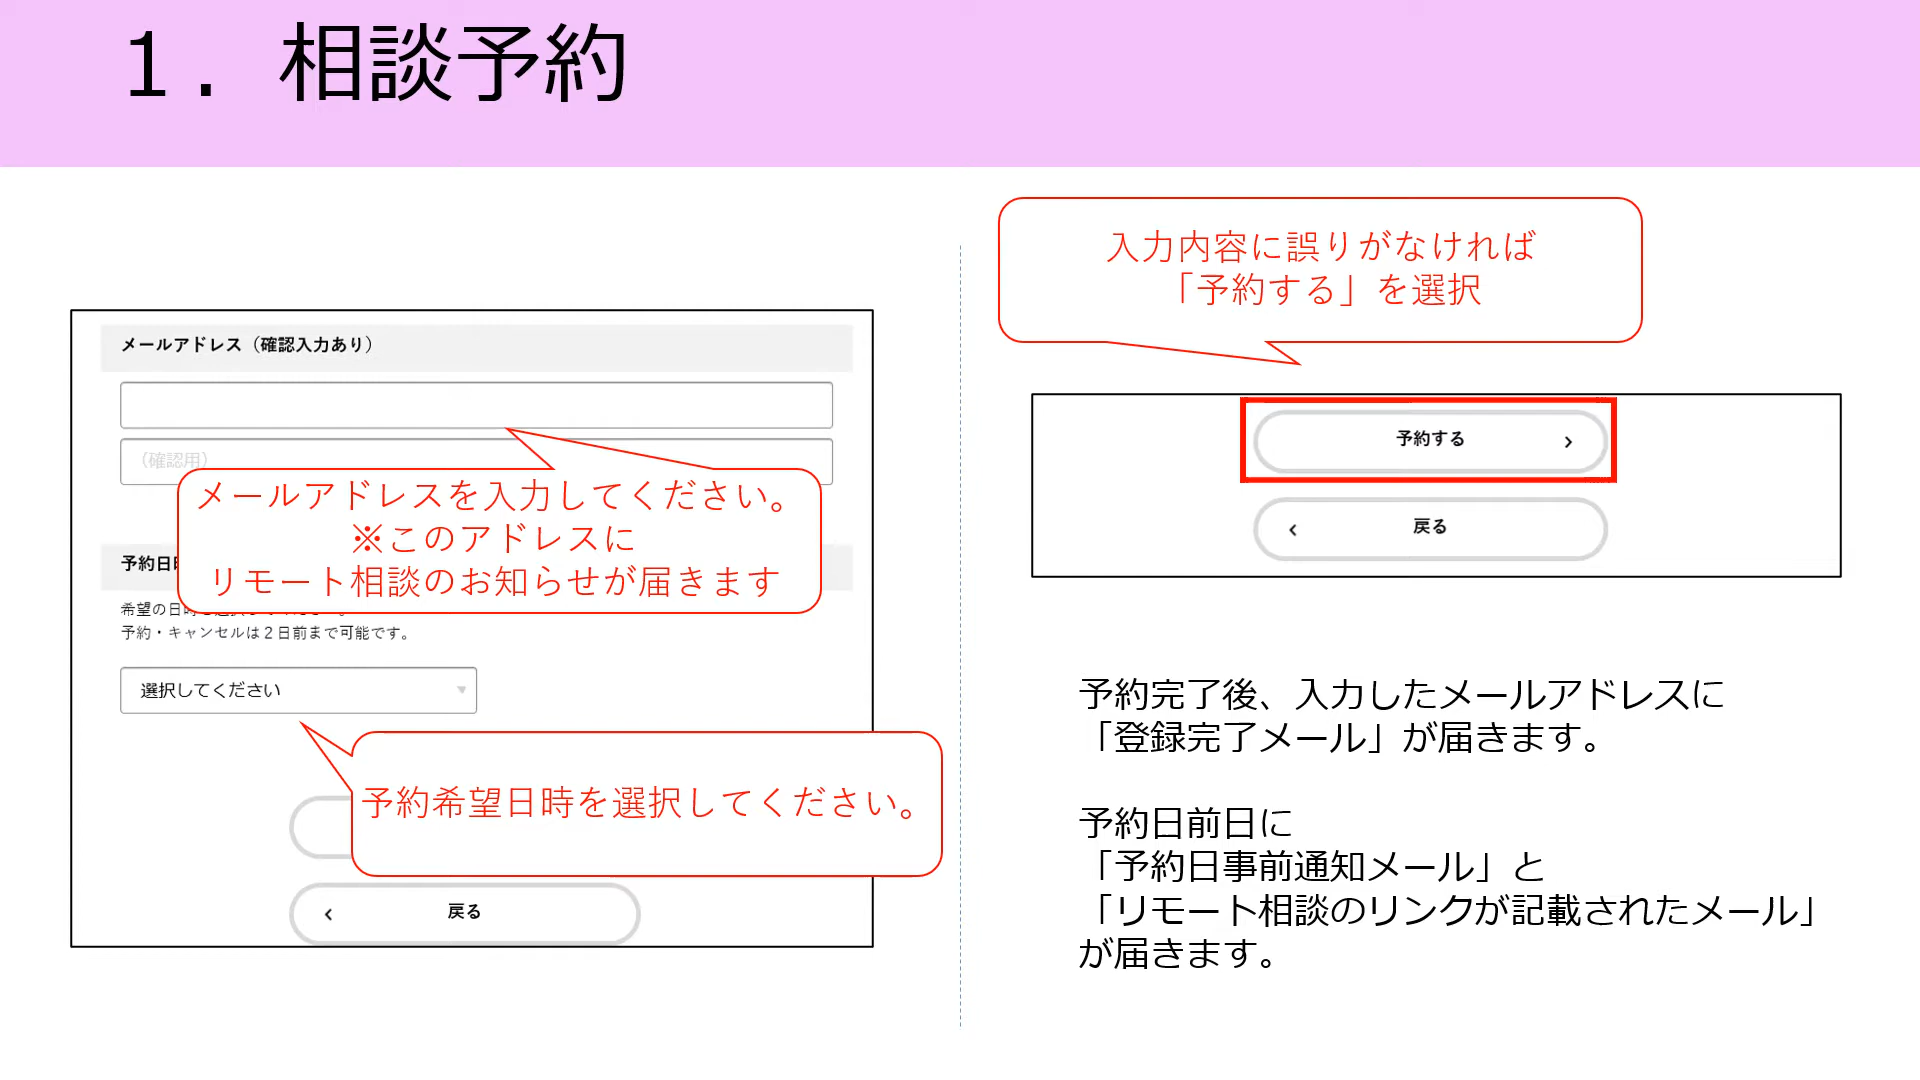 １．相談予約
メールアドレス（確認入力あり）
（確認用）
メールアドレスを入力してください。
※このアドレスに
リモート相談のお知らせが届きます
予約日
希望の日時
予約・キャンセルは２日前まで可能です。
選択してください
予約希望日時を選択してください。
戻る
入力内容に誤りがなければ
「予約する」を選択
予約する
戻る
予約完了後、入力したメールアドレスに
「登録完了メール」が届きます。
予約日前日に
「予約日事前通知メール」と
「リモート相談のリンクが記載されたメール」
が届きます。